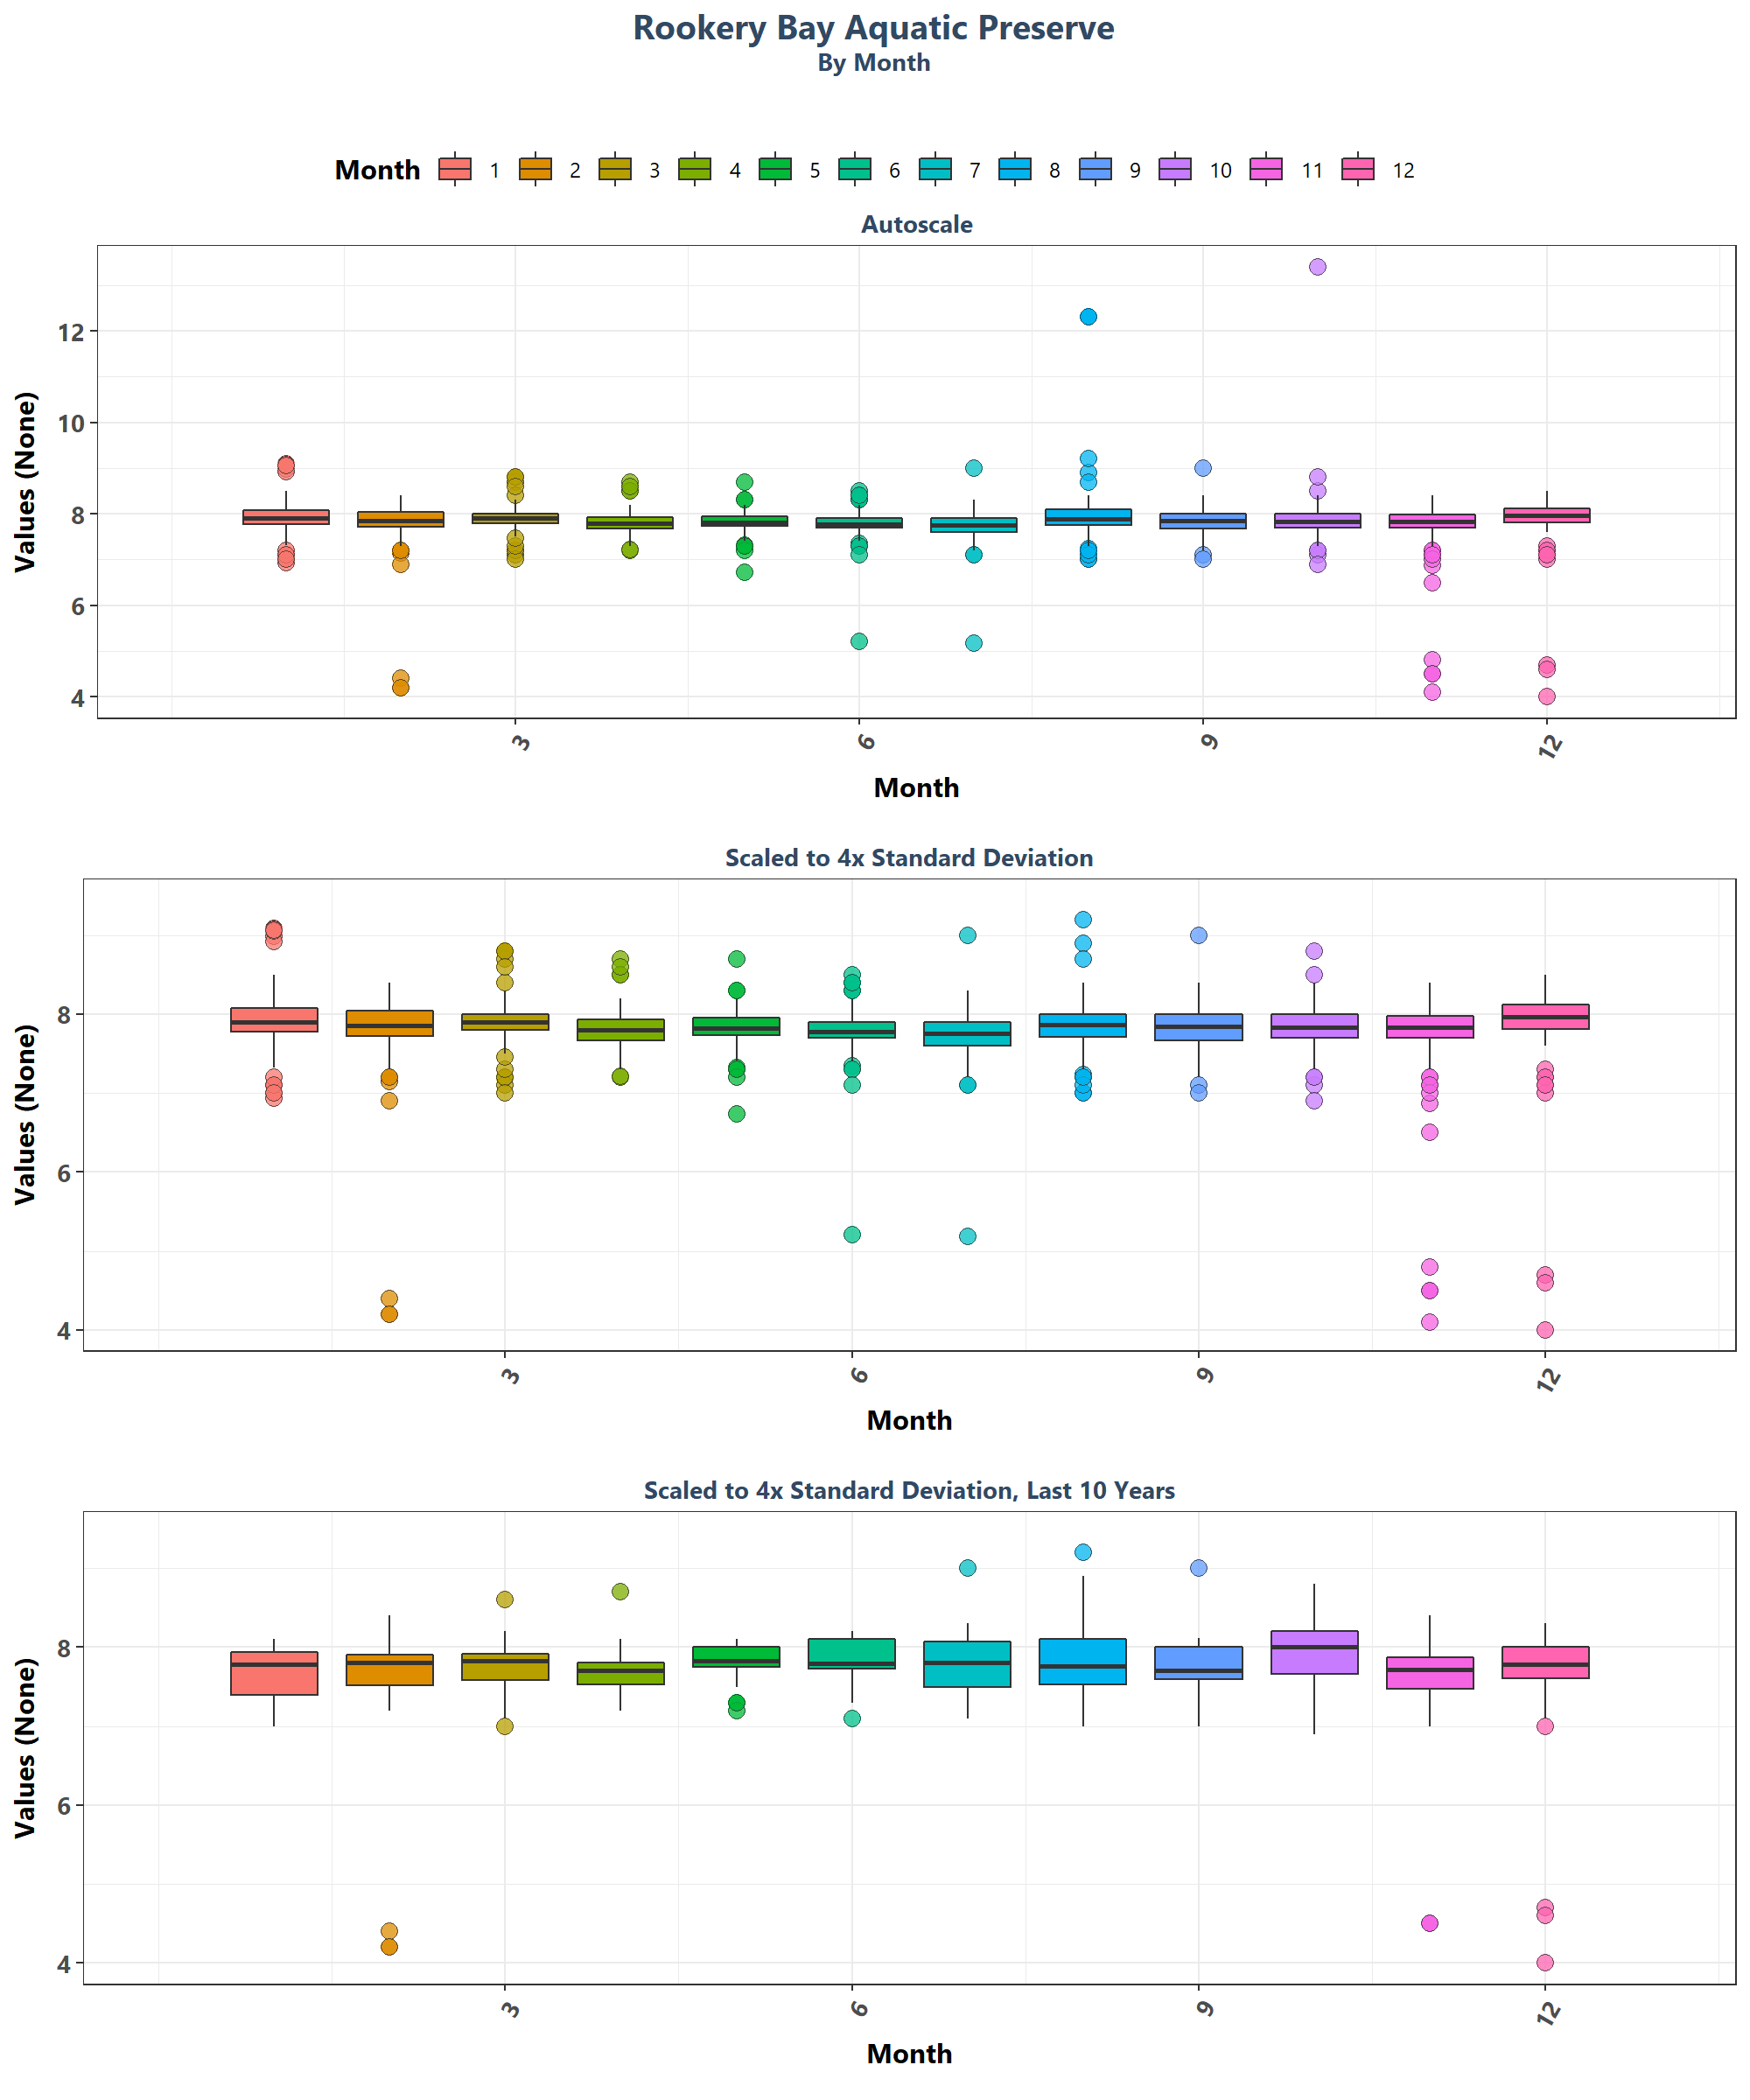 Rookery Bay Aquatic Preserve
By Month
Month 1 2 3 4 5 6 7 8 9 10 11 12
Autoscale
Values (None)
12
10
8
6
4
3 6 9 12
Month
Scaled to 4x Standard Deviation
Values (None)
8
6
4
3 6 9 12
Month
Scaled to 4x Standard Deviation, Last 10 Years
Values (None)
8
6
4
3 6 9 12
Month